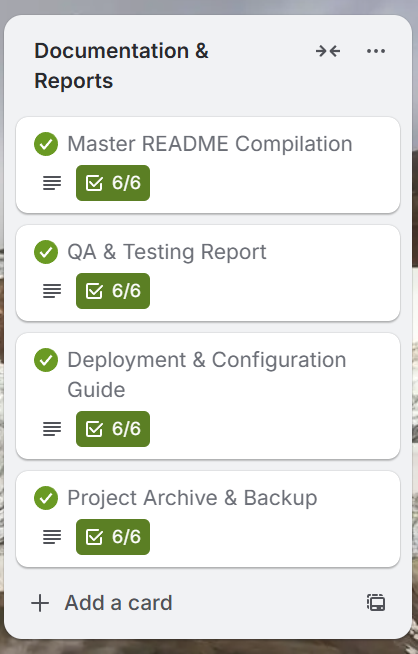 Documentation &
Reports
Master README Compilation
6/6
QA & Testing Report
6/6
Deployment & Configuration
Guide
6/6
Project Archive & Backup
6/6
Add a card